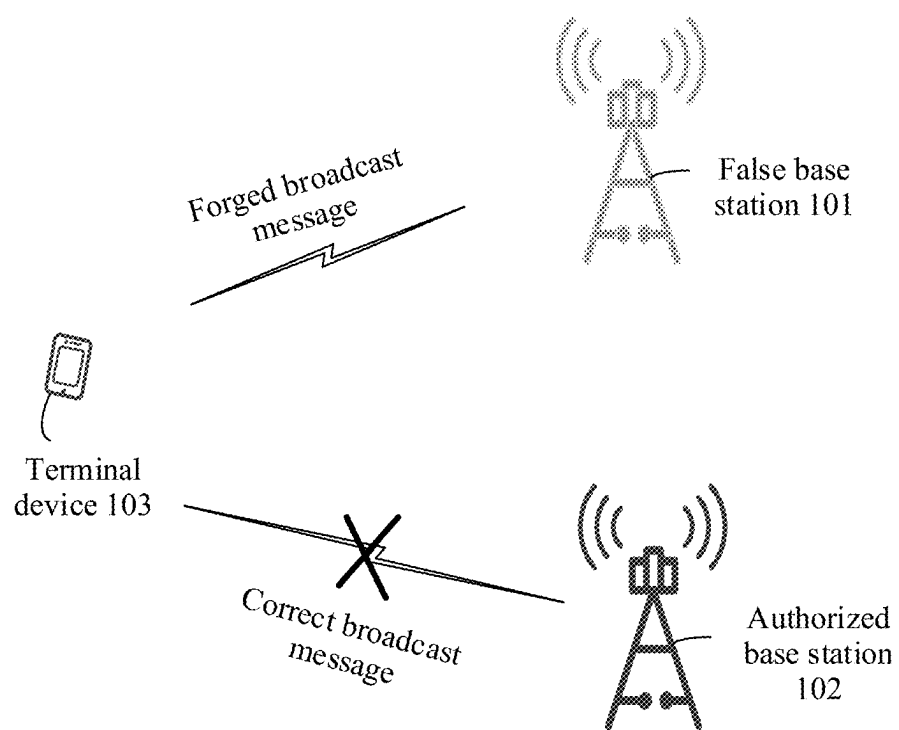 False base
station 101
Forged broadcast
message
Terminal
device 103
Correct broadcast
message
Authorized
base station
102